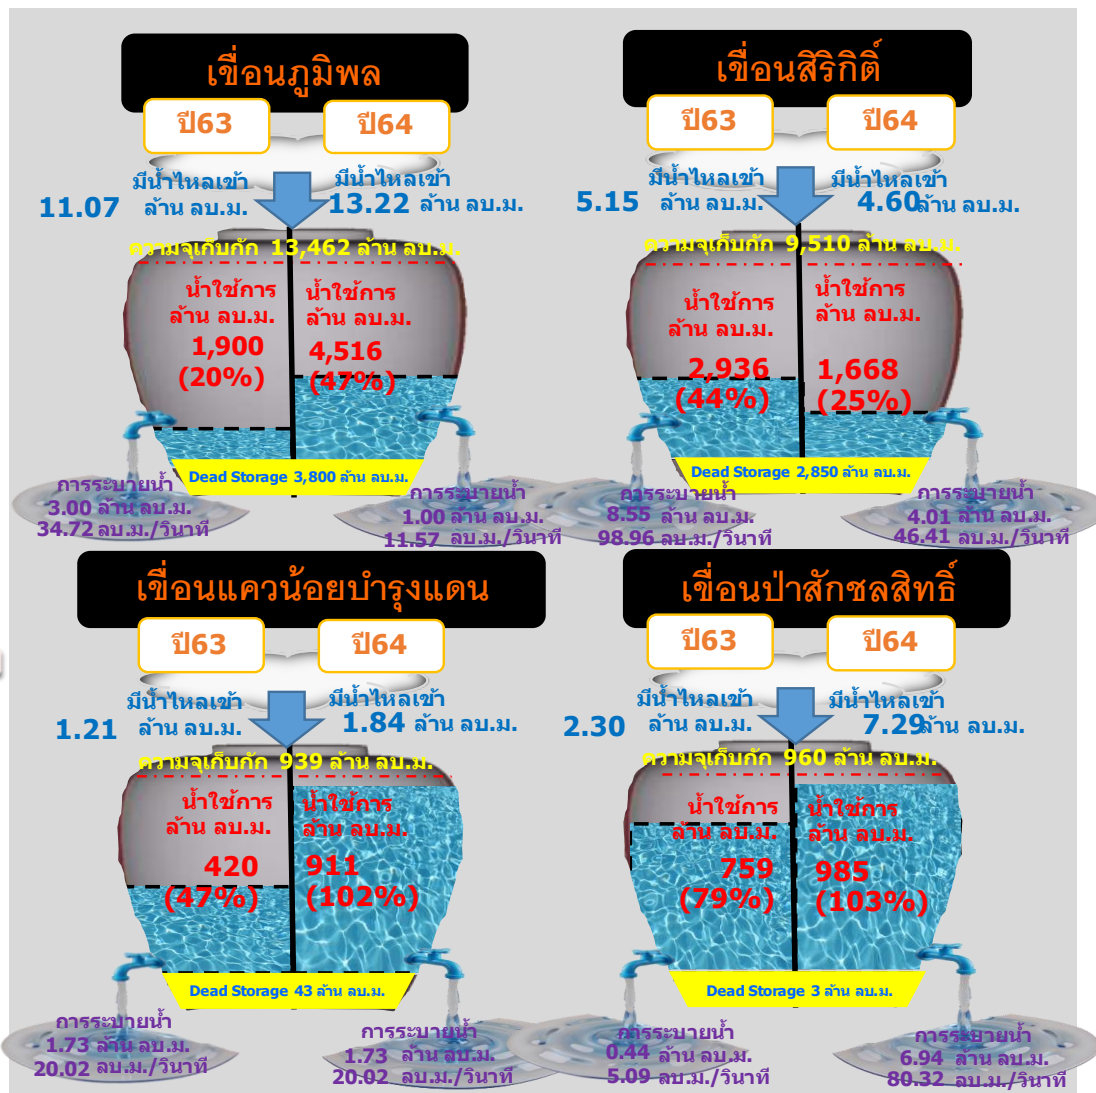 เขื่อนภูมิพล
ปี63
ปี64
มีน้ำไหลเข้า
11.07 ล้าน ลบ.ม.
มีน้ำไหลเข้า
13.22 ล้าน ลบ.ม.
ความจุเก็บกัก 13,462 ล้าน ลบ.ม.
น้ำใช้การ
ล้าน ลบ.ม.
1,900
(20%)
น้ำใช้การ
ล้าน ลบ.ม.
4,516
(47%)
Dead Storage 3,800 ล้าน ลบ.ม.
การระบายน้ำ
3.00 ล้าน ลบ.ม.
34.72 ลบ.ม./วินาที
การระบายน้ำ
1.00 ล้าน ลบ.ม.
11.57 ลบ.ม./วินาที
เขื่อนสิริกิติ์
ปี63
ปี64
มีน้ำไหลเข้า
5.15 ล้าน ลบ.ม.
มีน้ำไหลเข้า
4.60 ล้าน ลบ.ม.
ความจุเก็บกัก 9,510 ล้าน ลบ.ม.
น้ำใช้การ
ล้าน ลบ.ม.
2,936
(44%)
น้ำใช้การ
ล้าน ลบ.ม.
1,668
(25%)
Dead Storage 2,850 ล้าน ลบ.ม.
การระบายน้ำ
8.55 ล้าน ลบ.ม.
98.96 ลบ.ม./วินาที
การระบายน้ำ
4.01 ล้าน ลบ.ม.
46.41 ลบ.ม./วินาที
เขื่อนแควน้อยบำรุงแดน
ปี63
ปี64
มีน้ำไหลเข้า
1.21 ล้าน ลบ.ม.
มีน้ำไหลเข้า
1.84 ล้าน ลบ.ม.
ความจุเก็บกัก 939 ล้าน ลบ.ม.
น้ำใช้การ
ล้าน ลบ.ม.
420
(47%)
น้ำใช้การ
ล้าน ลบ.ม.
911
(102%)
Dead Storage 43 ล้าน ลบ.ม.
การระบายน้ำ
1.73 ล้าน ลบ.ม.
20.02 ลบ.ม./วินาที
การระบายน้ำ
1.73 ล้าน ลบ.ม.
20.02 ลบ.ม./วินาที
เขื่อนป่าสักชลสิทธิ์
ปี63
ปี64
มีน้ำไหลเข้า
2.30 ล้าน ลบ.ม.
มีน้ำไหลเข้า
7.29 ล้าน ลบ.ม.
ความจุเก็บกัก 960 ล้าน ลบ.ม.
น้ำใช้การ
ล้าน ลบ.ม.
759
(79%)
น้ำใช้การ
ล้าน ลบ.ม.
985
(103%)
Dead Storage 3 ล้าน ลบ.ม.
การระบายน้ำ
0.44 ล้าน ลบ.ม.
5.09 ลบ.ม./วินาที
การระบายน้ำ
6.94 ล้าน ลบ.ม.
80.32 ลบ.ม./วินาที